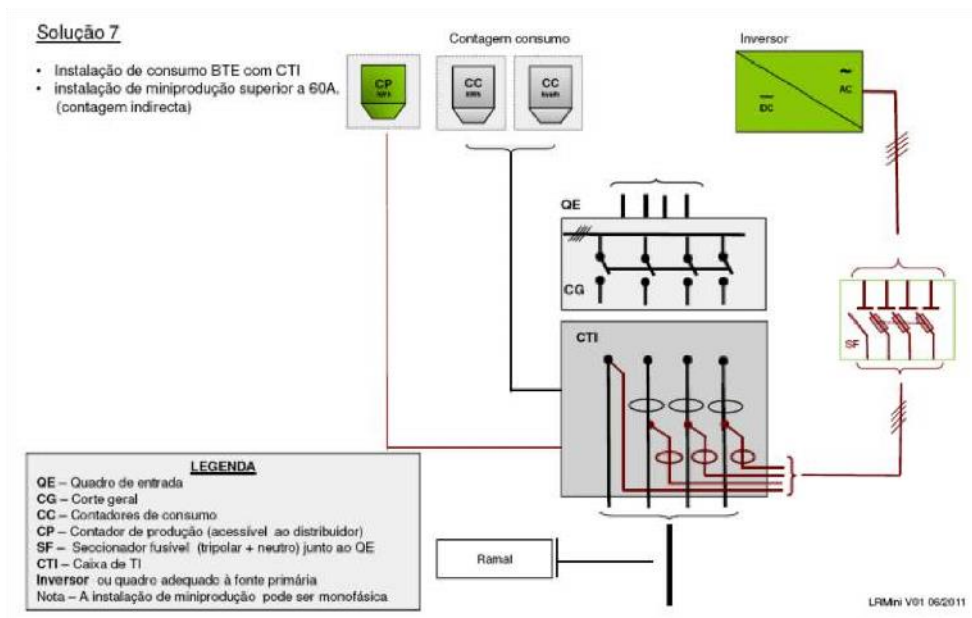 Solução 7
• Instalação de consumo BTE com CTI
• instalação de miniprodução superior a 60A.
(contagem indirecta)
Contagem consumo
CP
CC
CC
Inversor
~
AC
DC
QE
CG
CTI
SF
Ramal
LEGENDA
QE – Quadro de entrada
CG – Corte geral
CC – Contadores de consumo
CP – Contador de produção (acessível ao distribuidor)
SF – Seccionador fusível (tripolar + neutro) junto ao QE
CTI – Caixa de TI
Inversor ou quadro adequado à fonte primária
Nota – A instalação de miniprodução pode ser monofásica
LRMini V01 06/2011